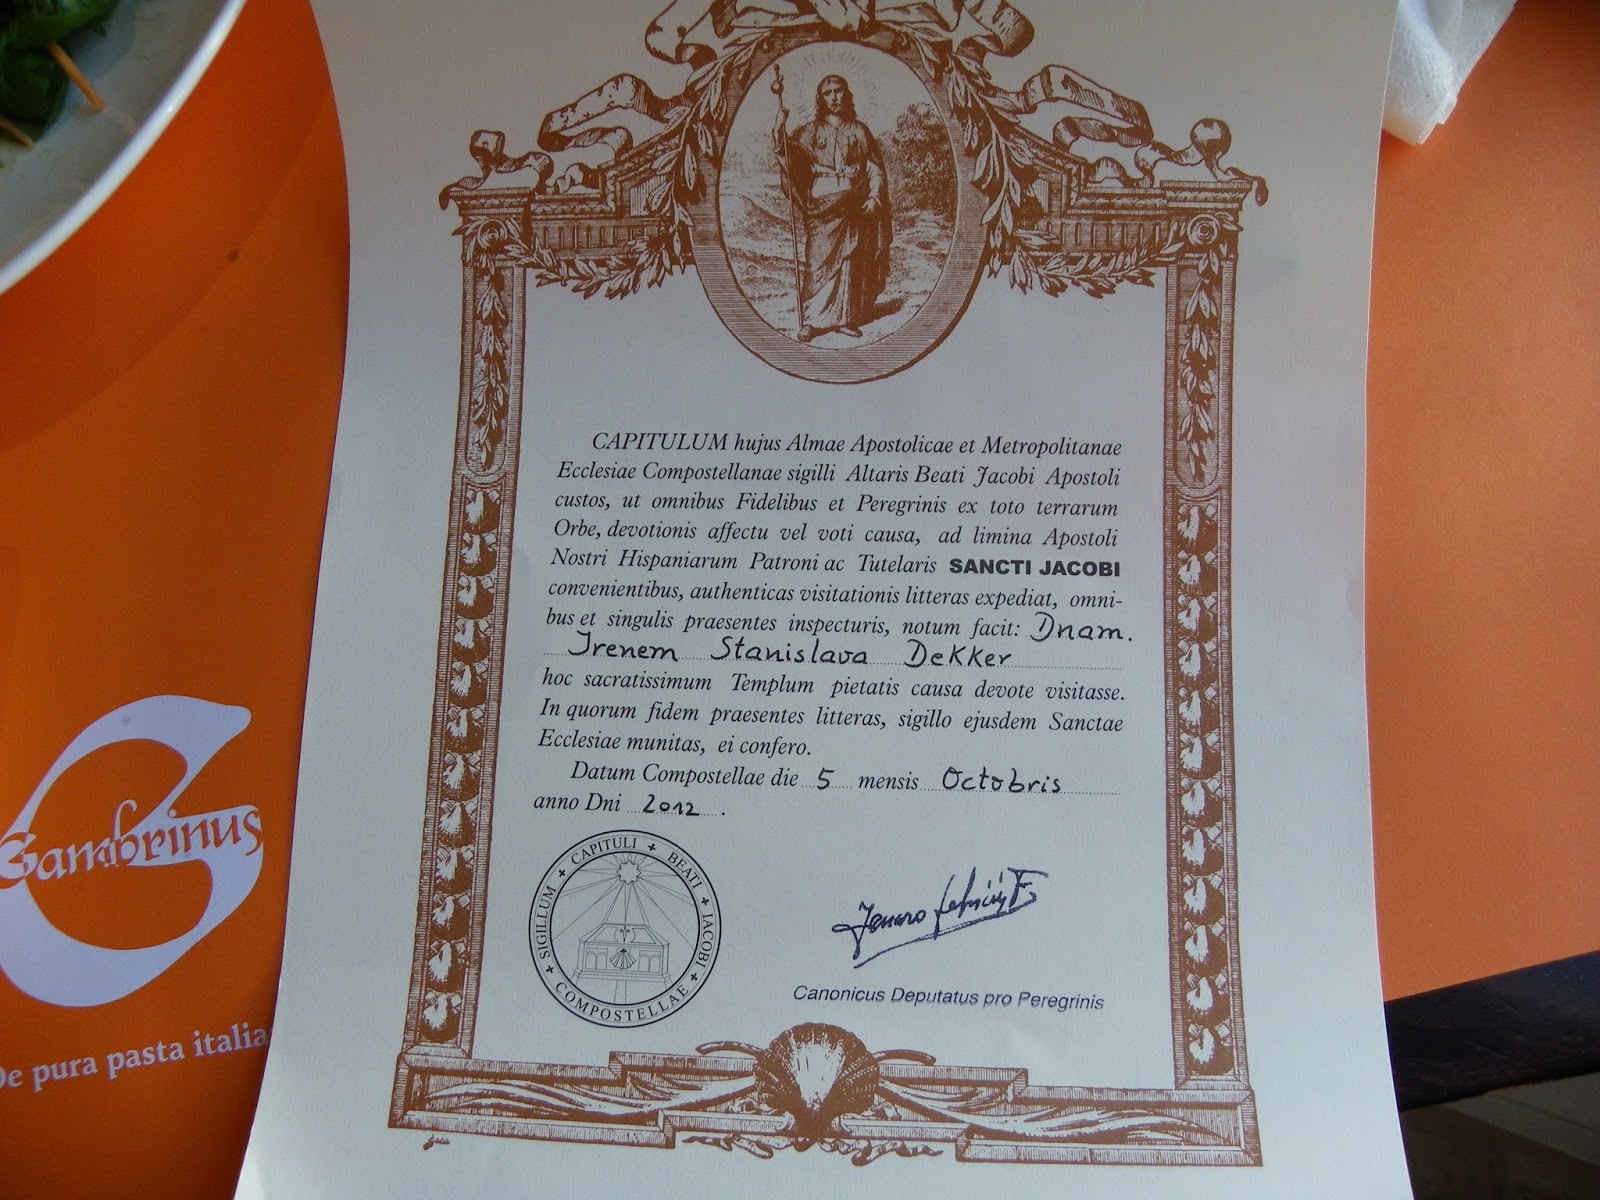 CAPITULUM hujus Almae Apostolicae et Metropolitanae
Ecclesiae Compostellanae sigilli Altaris Beati Jacobi Apostoli
custos, ut omnibus Fidelibus et Peregrinis ex toto terrarum
Orbe, devotionis affectu vel voti causa, ad limina Apostoli
Nostri Hispaniarum Patroni ac Tutelaris SANCTI JACOBI
convenientibus, authenticas visitationis litteras expediat, omni-
bus et singulis praesentes inspecturis, notum facit: Dnam.
Irenem Stanislava Dekker
hoc sacratissimum Templum pietatis causa devote visitasse.
In quorum fidem praesentes litteras, sigillo ejusdem Sanctae
Ecclesiae munitas, ei confero.
Datum Compostellae die 5 mensis Octobris
anno Dni 2012.
SIGILLUM + CAPITULI + BEATI + IACOBI + COMPOSTELLAE +
Canonicus Deputatus pro Peregrinis
Gambrinus
De pura pasta italia